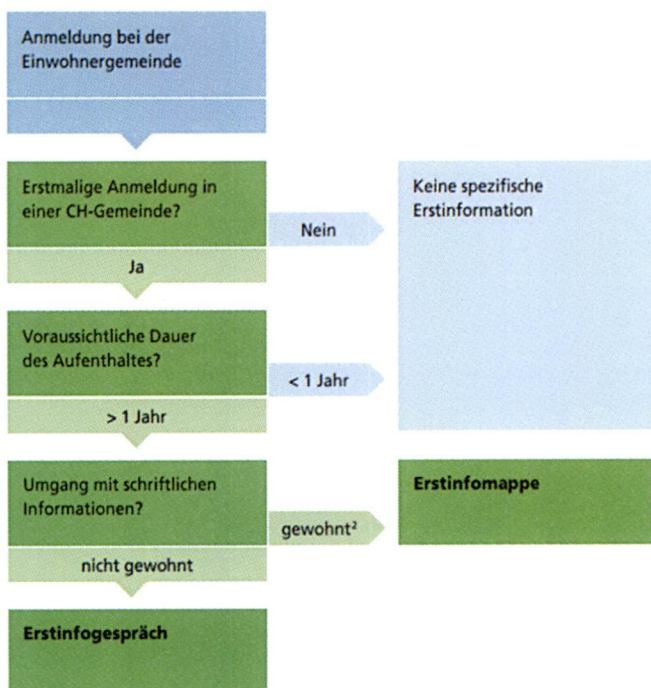 Anmeldung bei der
Einwohnergemeinde
Erstmalige Anmeldung in
einer CH-Gemeinde?
Nein
Keine spezifische
Erstinformation
Ja
Voraussichtliche Dauer
des Aufenthaltes?
< 1 Jahr
> 1 Jahr
Umgang mit schriftlichen
Informationen?
gewohnt²
Erstinfomappe
nicht gewohnt
Erstinfogespräch